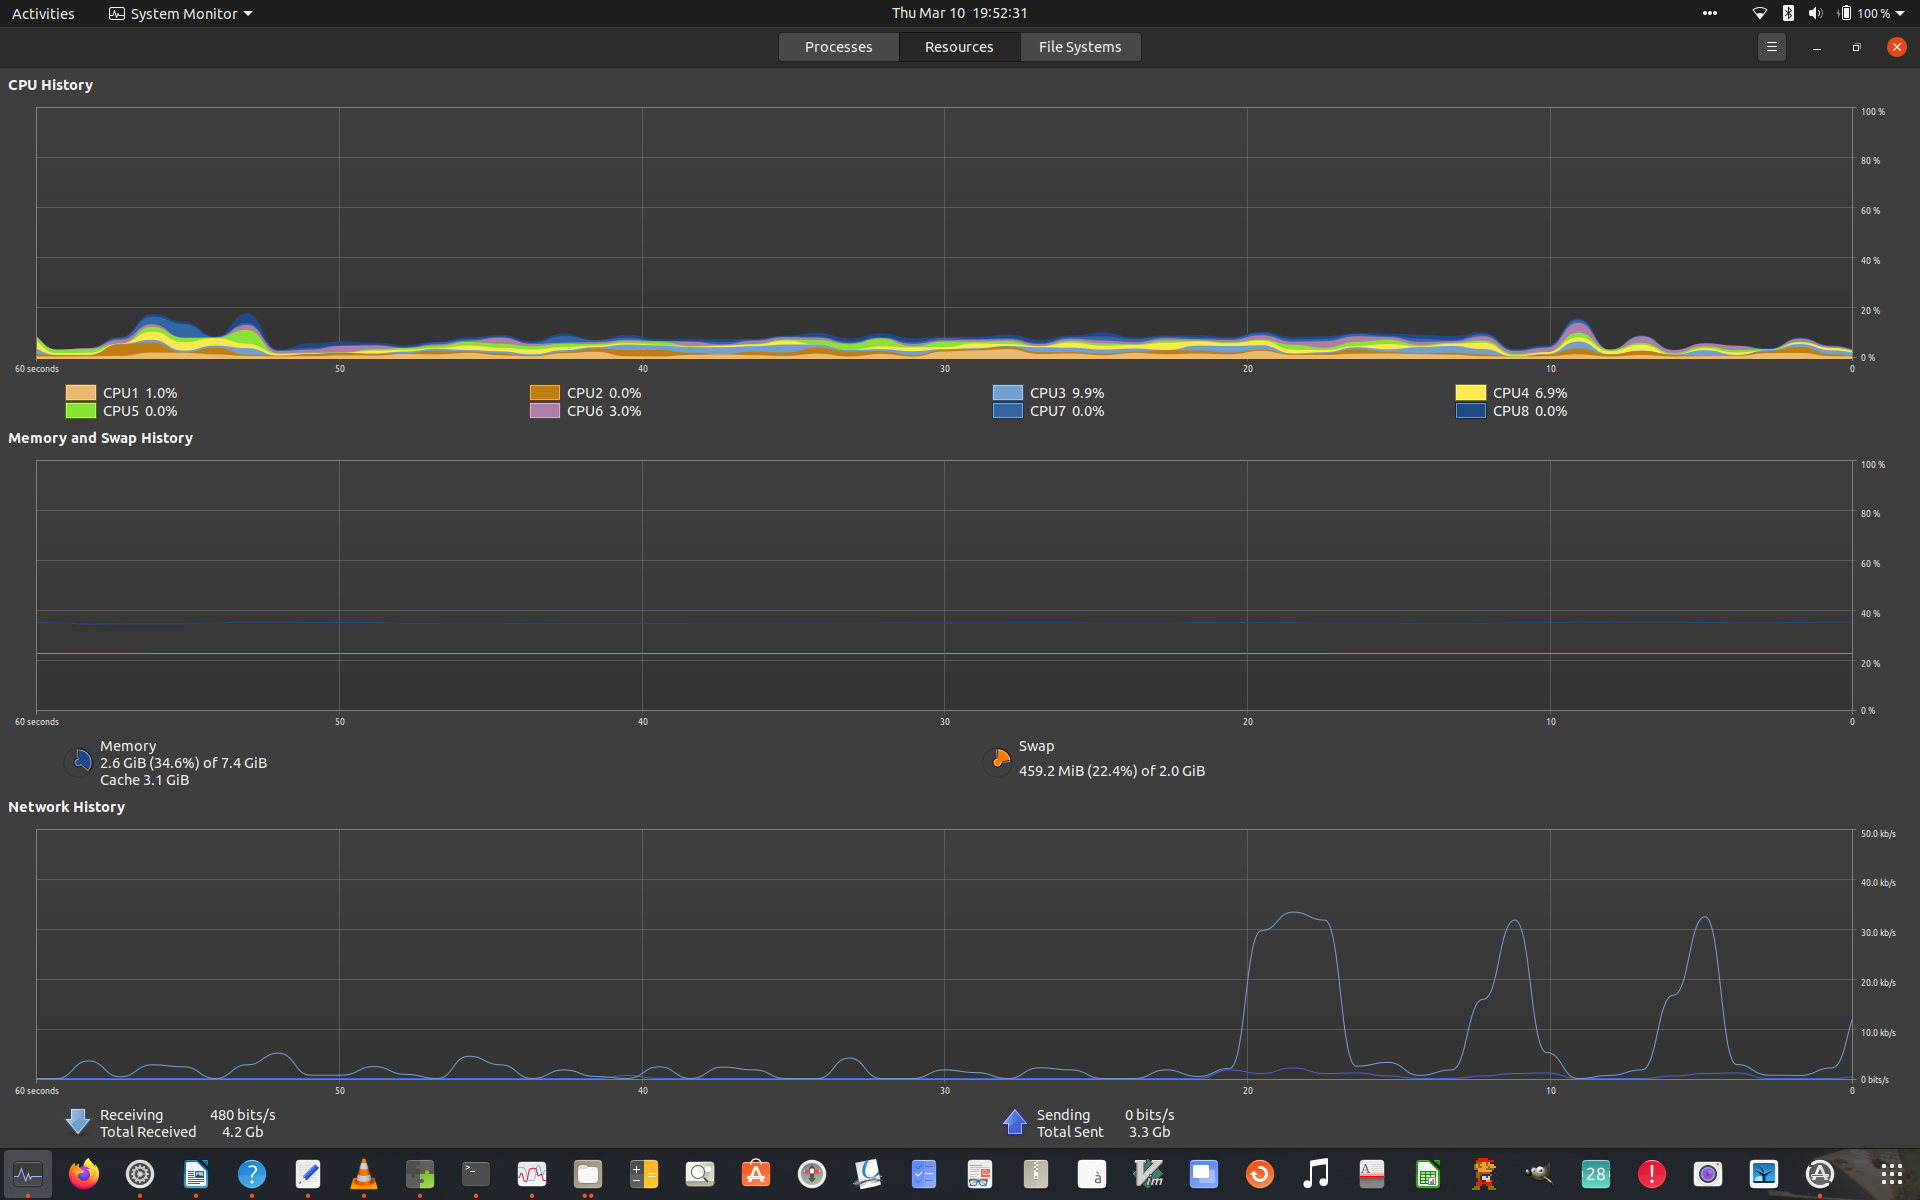 Activities System Monitor Thu Mar 10 19:52:31 100 %
Processes Resources File Systems
CPU History
100 %
80 %
60 %
40 %
20 %
0 %
60 seconds 50 40 30 20 10 0
CPU1 1.0% CPU2 0.0% CPU3 9.9% CPU4 6.9%
CPU5 0.0% CPU6 3.0% CPU7 0.0% CPU8 0.0%
Memory and Swap History
100 %
80 %
60 %
40 %
20 %
0 %
60 seconds 50 40 30 20 10 0
Memory
2.6 GiB (34.6%) of 7.4 GiB
Cache 3.1 GiB
Swap
459.2 MiB (22.4%) of 2.0 GiB
Network History
50.0 kb/s
40.0 kb/s
30.0 kb/s
20.0 kb/s
10.0 kb/s
0 bits/s
60 seconds 50 40 30 20 10 0
Receiving 480 bits/s
Total Received 4.2 Gb
Sending 0 bits/s
Total Sent 3.3 Gb
? >_ à Vim A 28 !